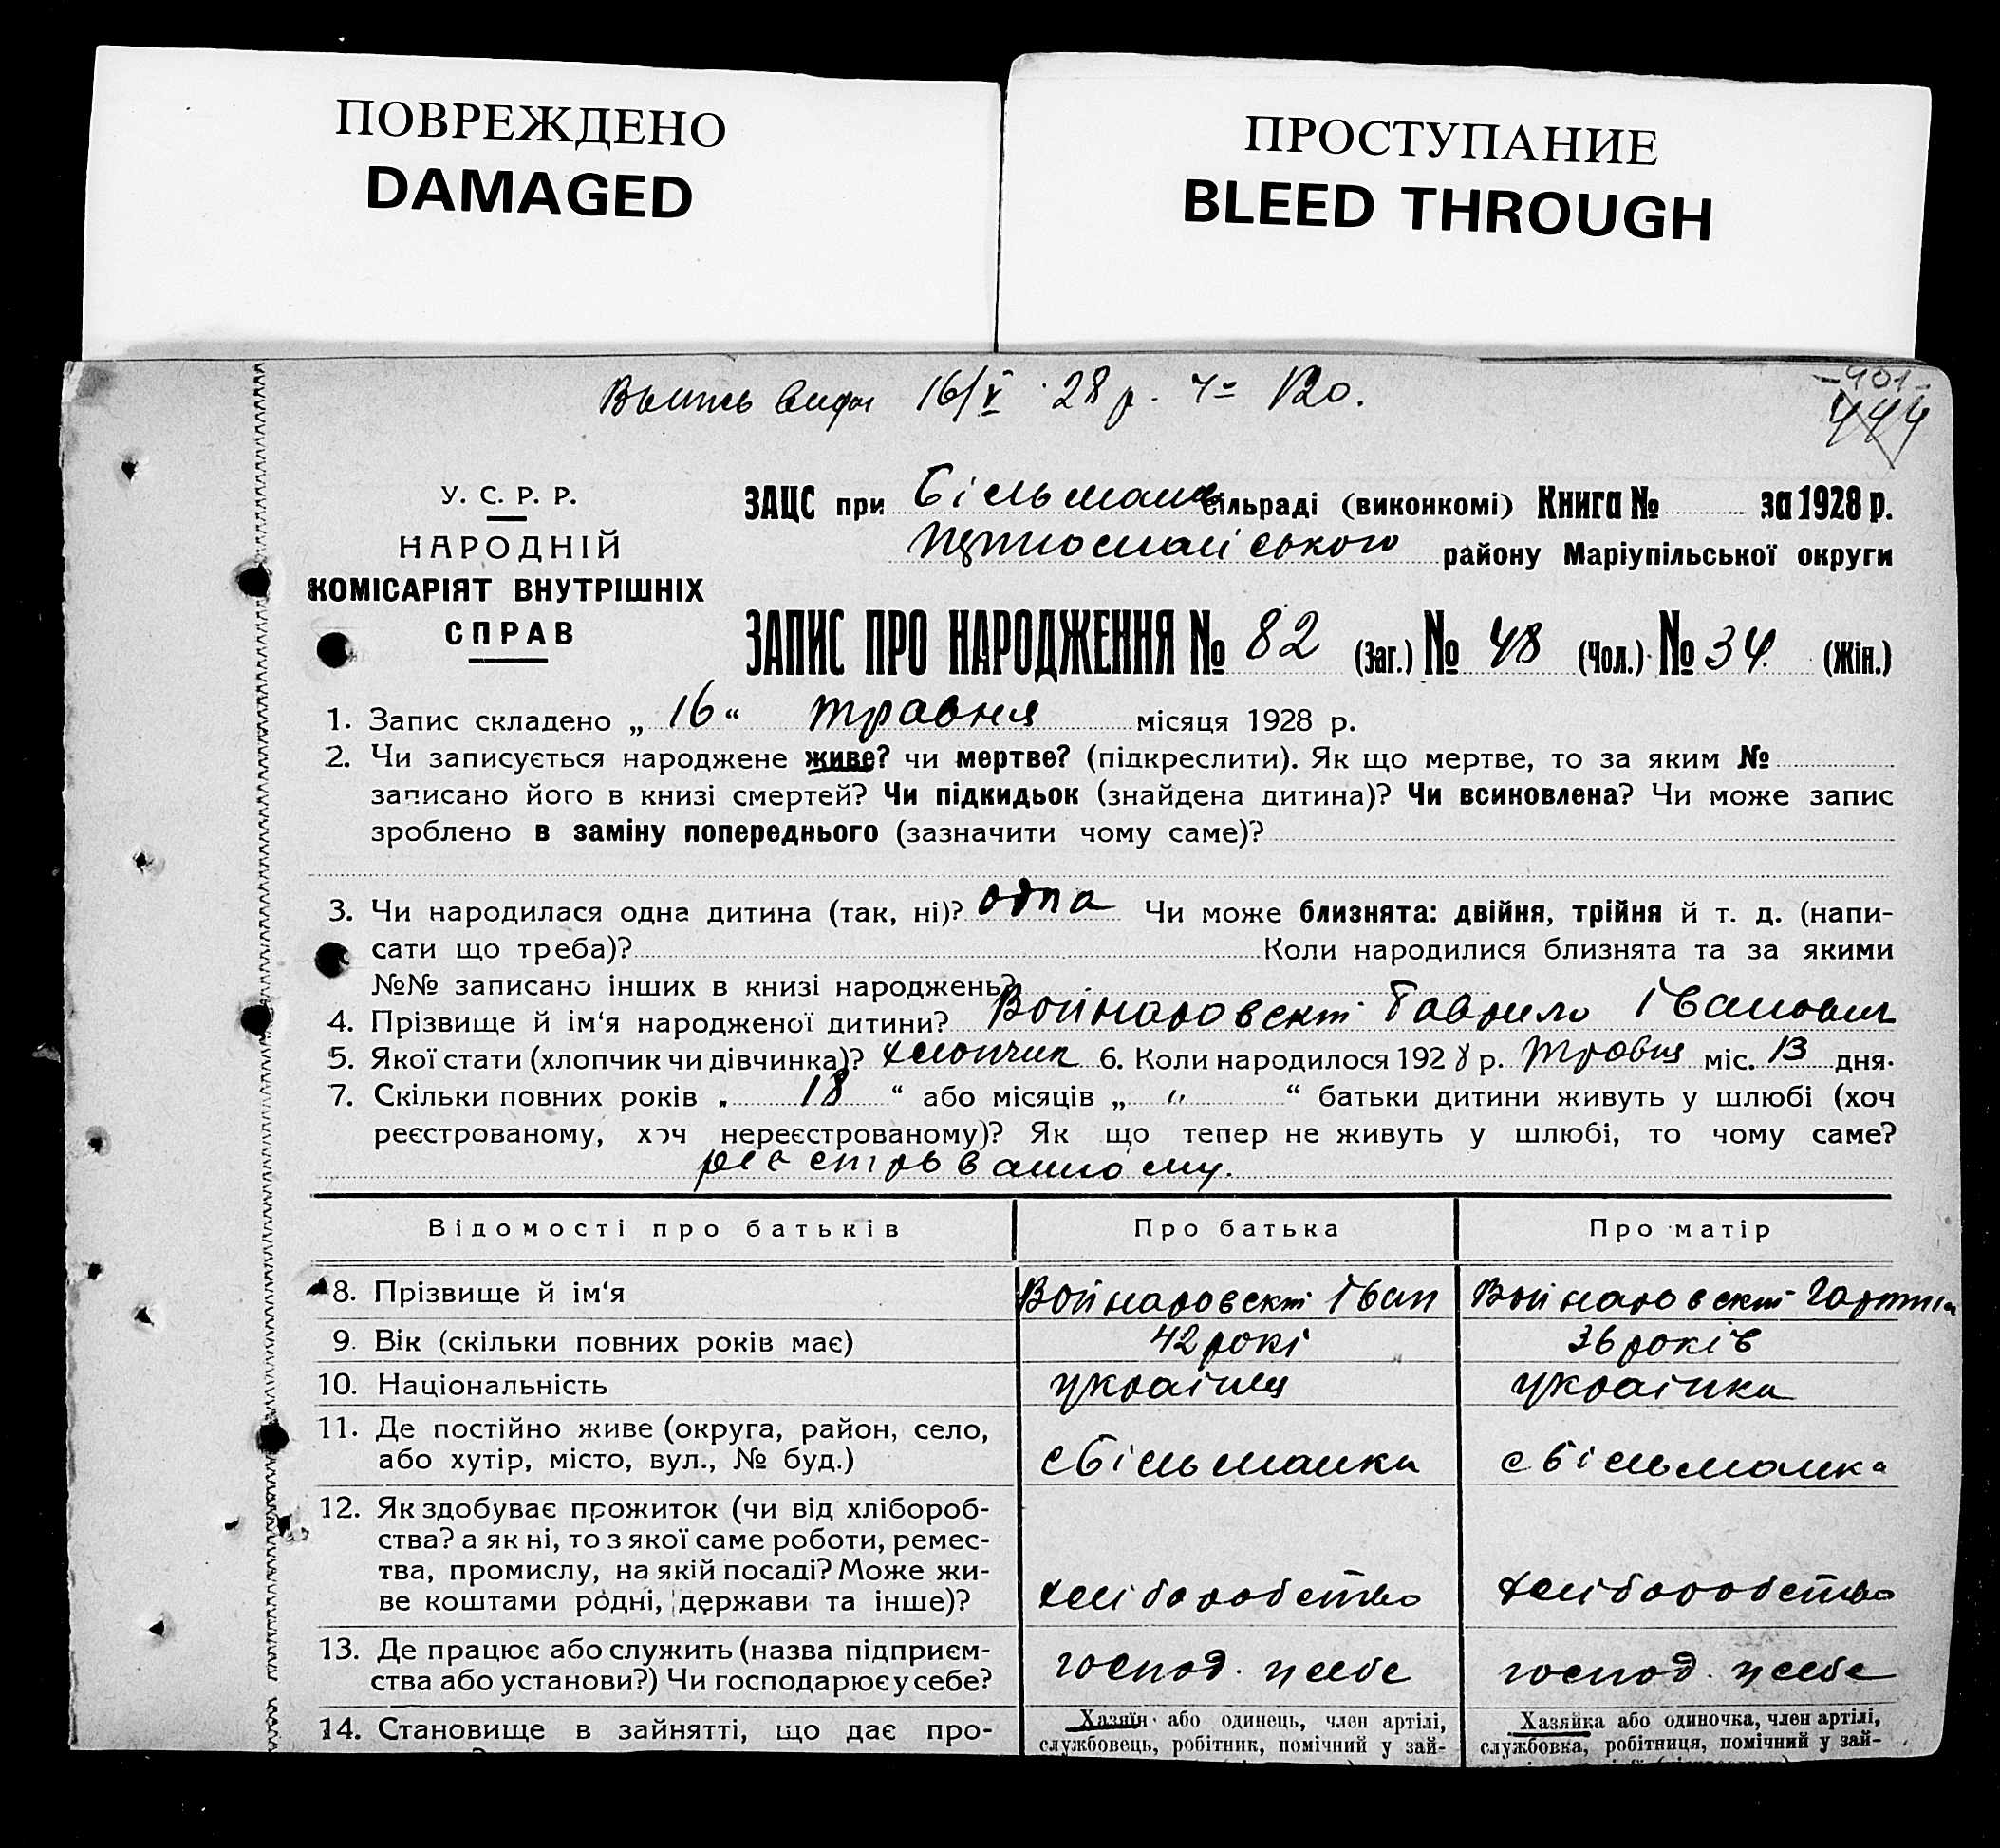 ПОВРЕЖДЕНО
DAMAGED
ПРОСТУПАНИЕ
BLEED THROUGH
Выпись 16/V 28 р. ч= 120.
-401-
444
У. С. Р. Р.
НАРОДНІЙ
КОМІСАРІЯТ ВНУТРІШНІХ
СПРАВ
ЗАЦС при Більманс сільраді (виконкомі) Книга № за 1928 р.
району Маріупільської округи
ЗАПИС ПРО НАРОДЖЕННЯ № 82 (Заг.) № 48 (Чол.) № 34. (Жін.)
1. Запис складено „ 16 “ травня місяця 1928 р.
2. Чи записується народжене живе? чи мертве? (підкреслити). Як що мертве, то за яким №
записано його в книзі смертей? Чи підкидьок (знайдена дитина)? Чи всиновлена? Чи може запис
зроблено в заміну попереднього (зазначити чому саме)?
3. Чи народилася одна дитина (так, ні)? одна Чи може близнята: двійня, трійня й т. д. (напи-
сати що треба)? Коли народилися близнята та за якими
№№ записано інших в книзі народжень?
4. Прізвище й ім‘я народженої дитини? Войнаровскі Гаврило Іванович
5. Якої стати (хлопчик чи дівчинка)? хлопчик 6. Коли народилося 1928 р. травня міс. 13 дня.
7. Скільки повних років „ 18 “ або місяців „ " “ батьки дитини живуть у шлюбі (хоч
реєстрованому, хоч нереєстрованому)? Як що тепер не живуть у шлюбі, то чому саме?
реєстрованному.
Відомості про батьків Про батька Про матір
8. Прізвище й ім‘я Войнаровскі Іван Войнаровскі
9. Вік (скільки повних років має) 42 рокі 36 років
10. Національність українець українка
11. Де постійно живе (округа, район, село,
або хутір, місто, вул., № буд.) с Більманка с Більманка
12. Як здобуває прожиток (чи від хлібороб-
ства? а як ні, то з якої саме роботи, ремес-
тва, промислу, на якій посаді? Може жи-
ве коштами рôдні, держави та інше)? хліборобство хліборобство
13. Де працює або служить (назва підприєм-
ства або установи?) Чи господарює у себе? господ. у себе господ. у себе
14. Становище в зайнятті, що дає про-
Хазяїн або одинець, член артілі,
службовець, робітник, помічний у зай-
Хазяйка або одиночка, член артілі,
службовка, робітниця, помічний у зай-